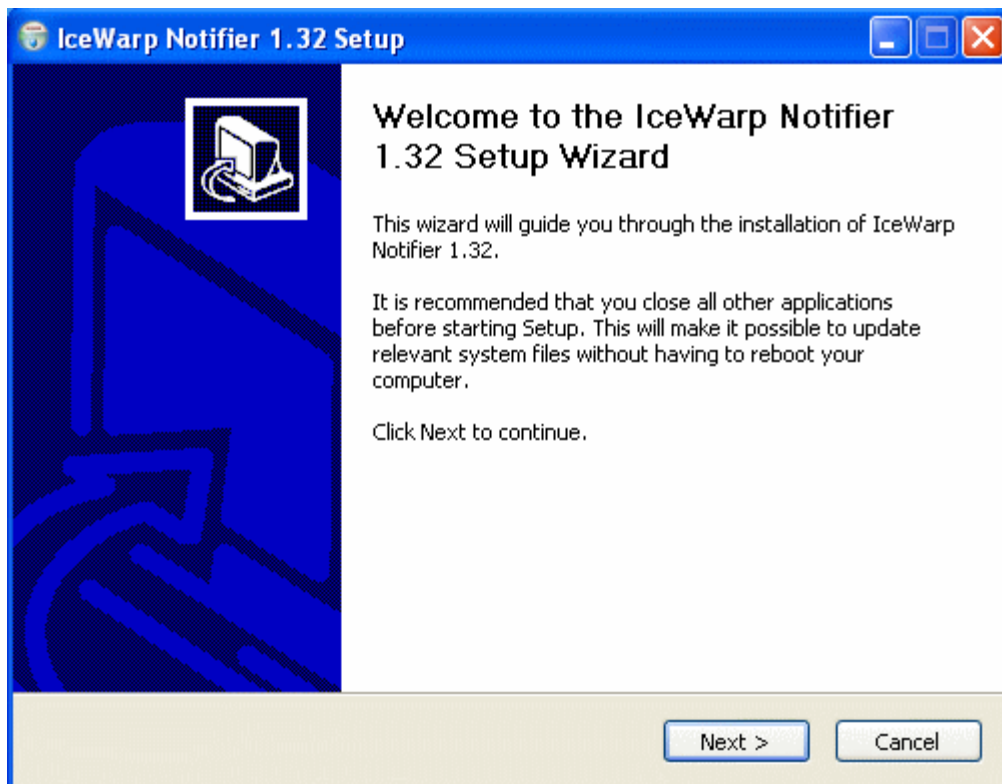 IceWarp Notifier 1.32 Setup
Welcome to the IceWarp Notifier
1.32 Setup Wizard
This wizard will guide you through the installation of IceWarp
Notifier 1.32.
It is recommended that you close all other applications
before starting Setup. This will make it possible to update
relevant system files without having to reboot your
computer.
Click Next to continue.
Next >
Cancel